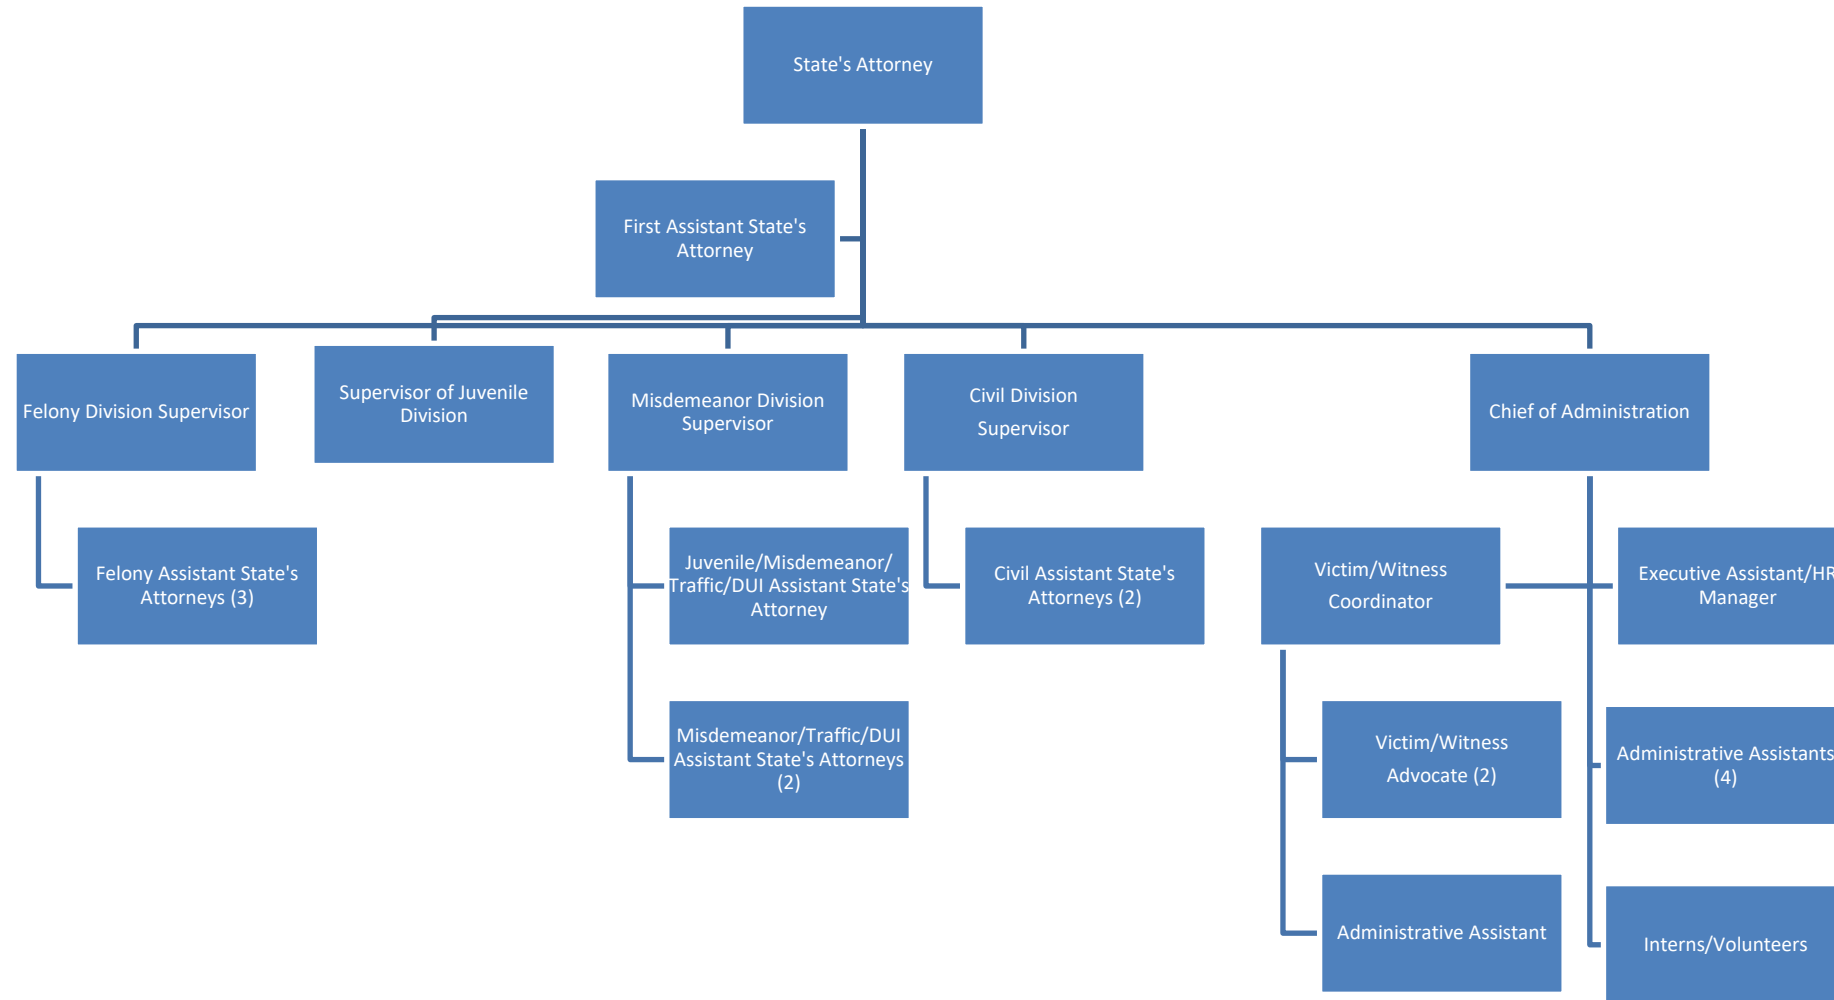 State's Attorney
First Assistant State's
Attorney
Felony Division Supervisor
Supervisor of Juvenile
Division
Misdemeanor Division
Supervisor
Civil Division
Supervisor
Chief of Administration
Felony Assistant State's
Attorneys (3)
Juvenile/Misdemeanor/
Traffic/DUI Assistant State's
Attorney
Civil Assistant State's
Attorneys (2)
Victim/Witness
Coordinator
Executive Assistant/HR
Manager
Misdemeanor/Traffic/DUI
Assistant State's Attorneys
(2)
Victim/Witness
Advocate (2)
Administrative Assistants
(4)
Administrative Assistant
Interns/Volunteers